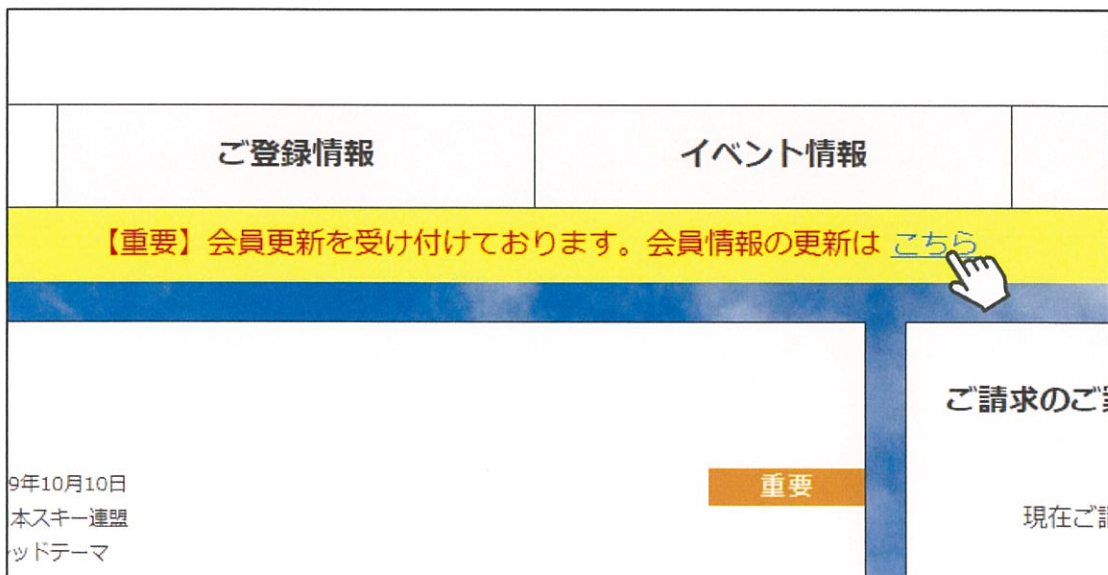 ご登録情報
イベント情報
【重要】会員更新を受け付けております。会員情報の更新は こちら
ご請求のご
9年10月10日
重要
本スキー連盟
現在ご請
ッドテーマ